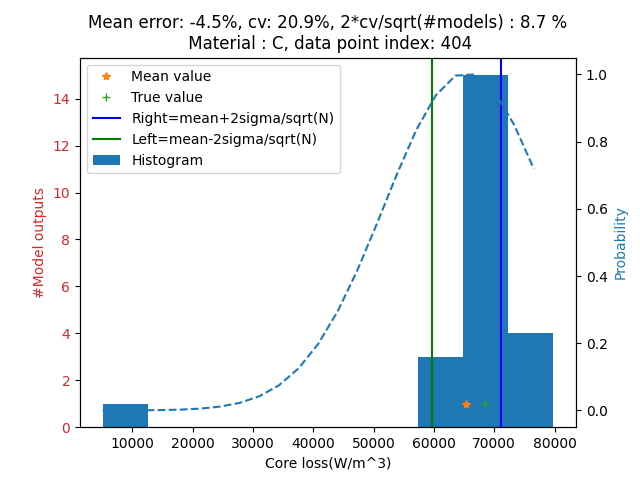 Mean error: -4.5%, cv: 20.9%, 2*cv/sqrt(#models) : 8.7 %
Material : C, data point index: 404
Mean value
True value
Right=mean+2sigma/sqrt(N)
Left=mean-2sigma/sqrt(N)
Histogram
#Model outputs
14
12
10
8
6
4
2
0
1.0
0.8
0.6
0.4
0.2
0.0
Probability
10000 20000 30000 40000 50000 60000 70000 80000
Core loss(W/m^3)